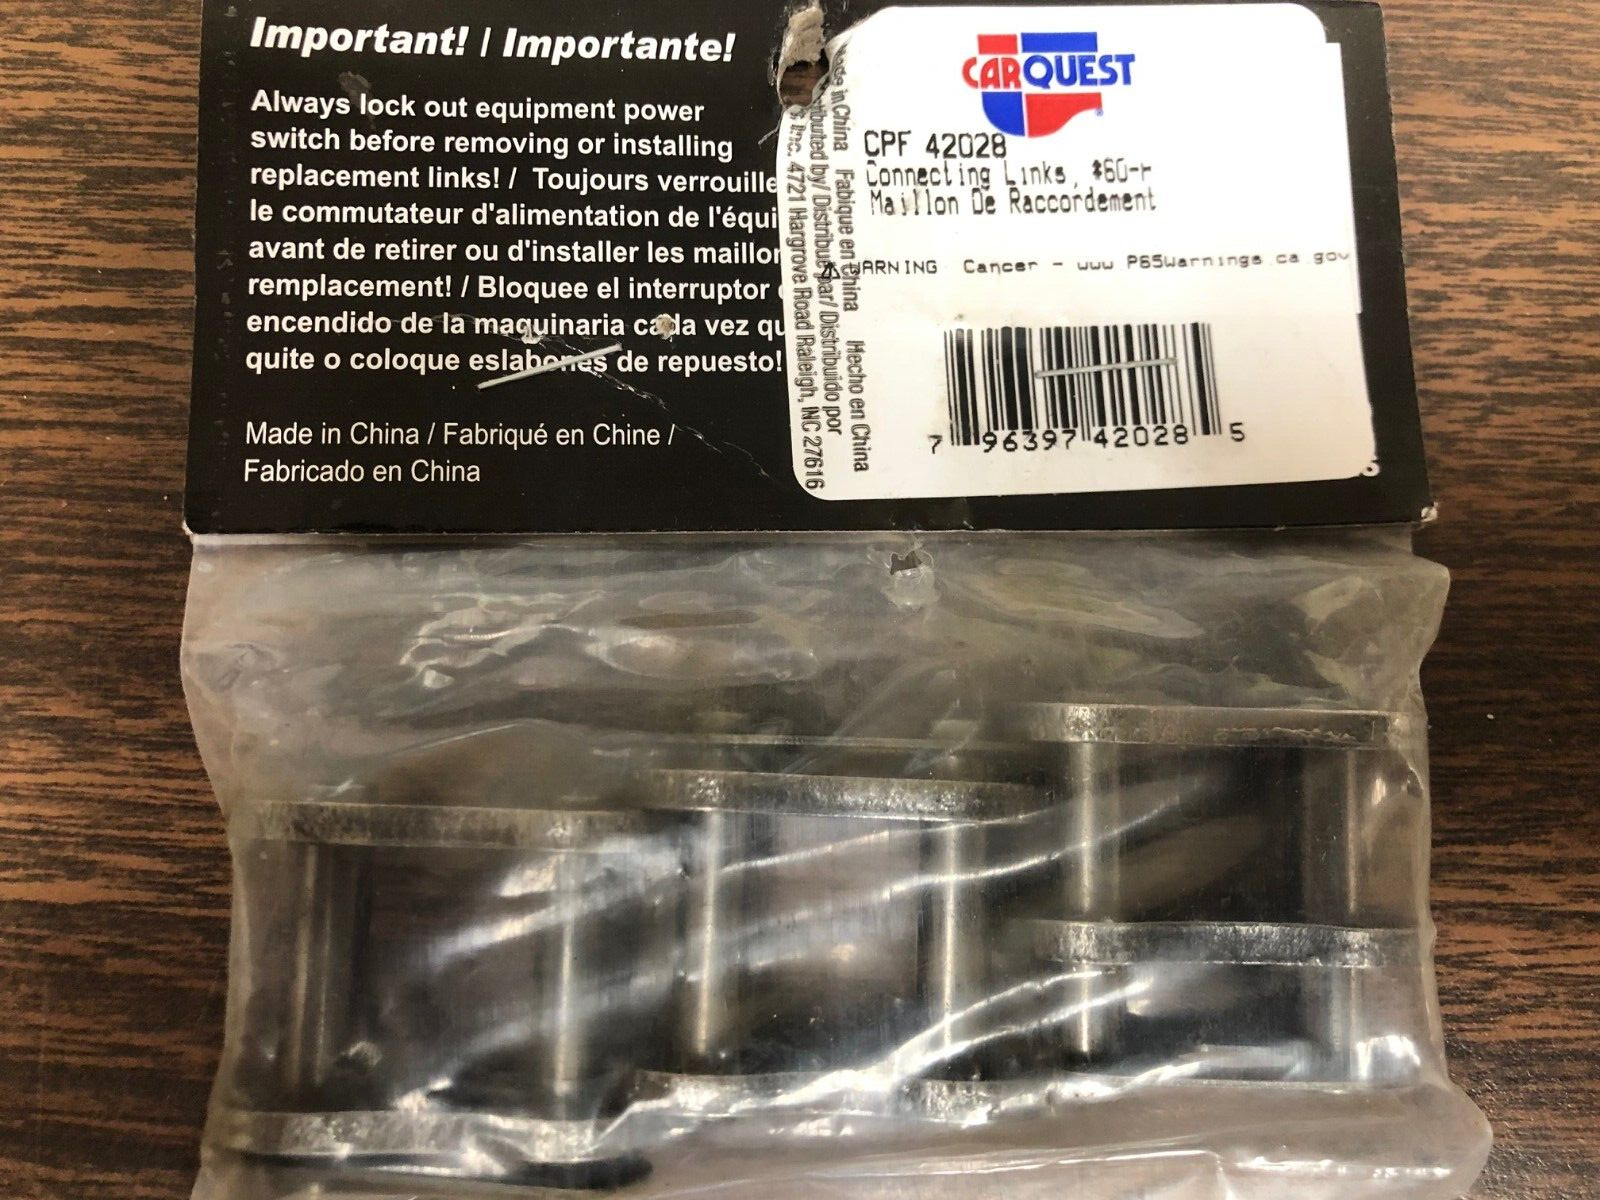 Important! / Importante!
Always lock out equipment power
switch before removing or installing
replacement links! / Toujours verrouille
le commutateur d'alimentation de l'équi
avant de retirer ou d'installer les maillon
remplacement! / Bloquee el interruptor
encendido de la maquinaria cada vez qu
quite o coloque eslabones de repuesto!
Made in China / Fabriqué en Chine /
Fabricado en China
CARQUEST
CPF 42028
Connecting Links, #60-H
Maillon De Raccordement
WARNING Cancer - www P65Warnings.ca.gov
7 96397 42028 5
in China Fabique en China Hecho en China
buted by/ Distribue par/ Distribuido por
Inc. 4721 Hargrove Road Raleigh, NC 27616